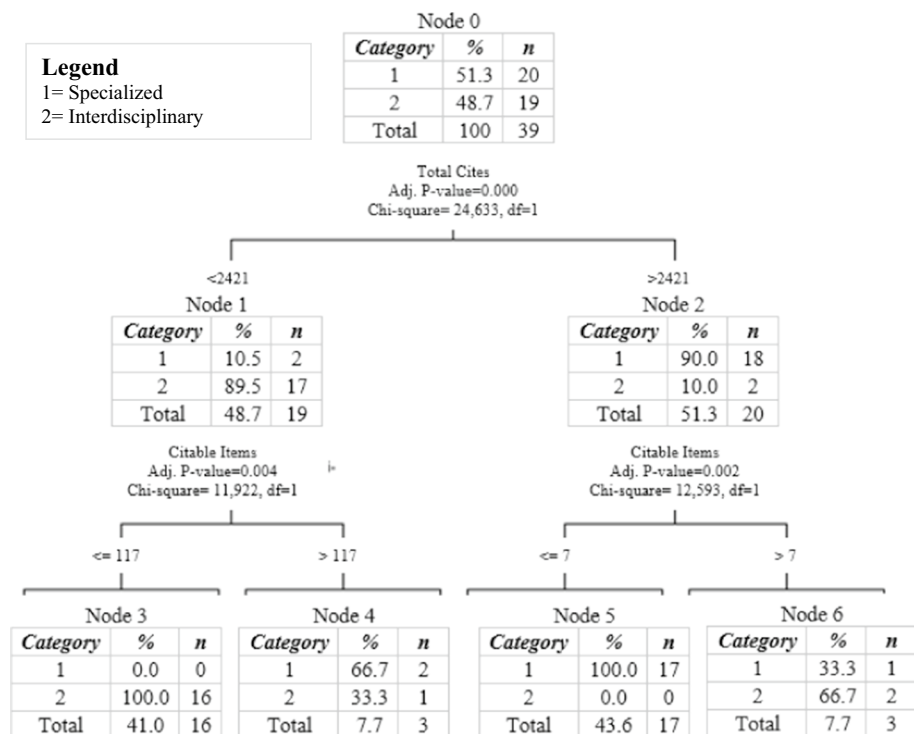 Node 0
Category % n
1 51.3 20
2 48.7 19
Total 100 39
Legend
1= Specialized
2= Interdisciplinary
Total Cites
Adj. P-value=0.000
Chi-square= 24,633, df=1
<2421
Node 1
Category % n
1 10.5 2
2 89.5 17
Total 48.7 19
>2421
Node 2
Category % n
1 90.0 18
2 10.0 2
Total 51.3 20
Citable Items
Adj. P-value=0.004
Chi-square= 11,922, df=1
Citable Items
Adj. P-value=0.002
Chi-square= 12,593, df=1
<= 117
Node 3
Category % n
1 0.0 0
2 100.0 16
Total 41.0 16
> 117
Node 4
Category % n
1 66.7 2
2 33.3 1
Total 7.7 3
<= 7
Node 5
Category % n
1 100.0 17
2 0.0 0
Total 43.6 17
> 7
Node 6
Category % n
1 33.3 1
2 66.7 2
Total 7.7 3